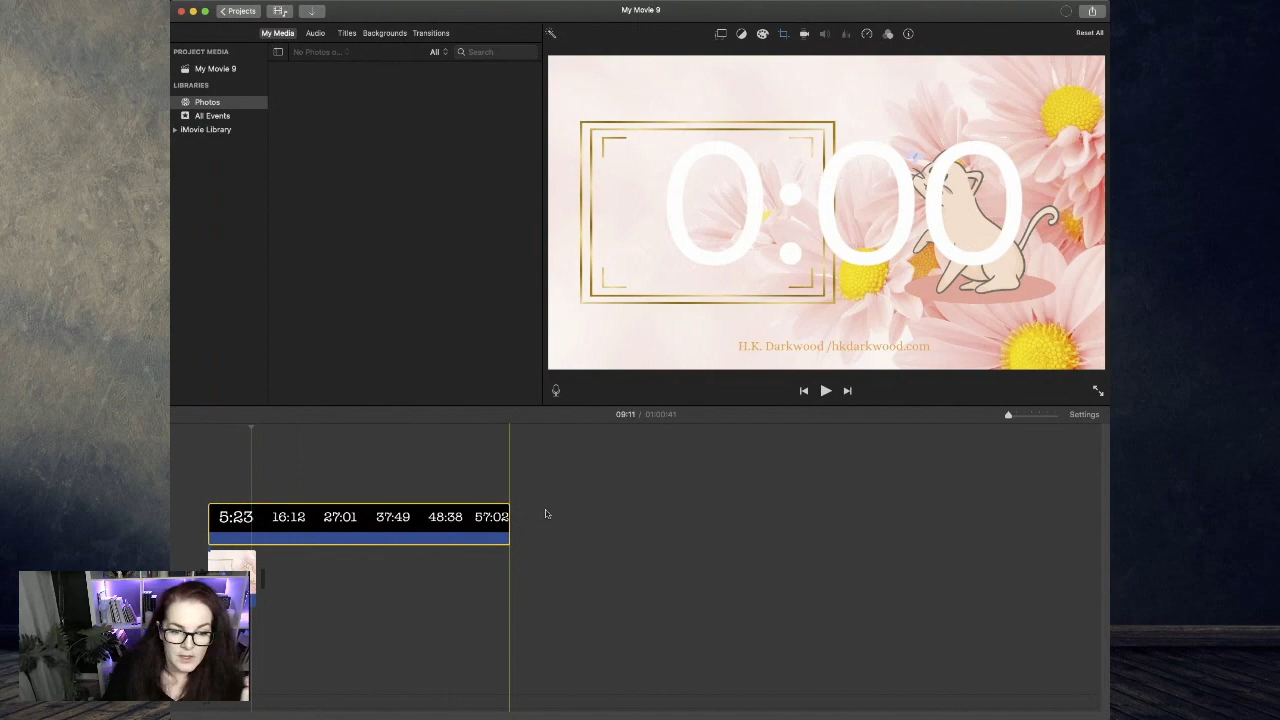 Projects
My Movie 9
My Media
Audio
Titles
Backgrounds
Transitions
Reset All
PROJECT MEDIA
My Movie 9
LIBRARIES
Photos
All Events
iMovie Library
No Photos o...
All
Search
0:00
H.K. Darkwood /hkdarkwood.com
09:11 / 01:00:41
Settings
5:23 16:12 27:01 37:49 48:38 57:02